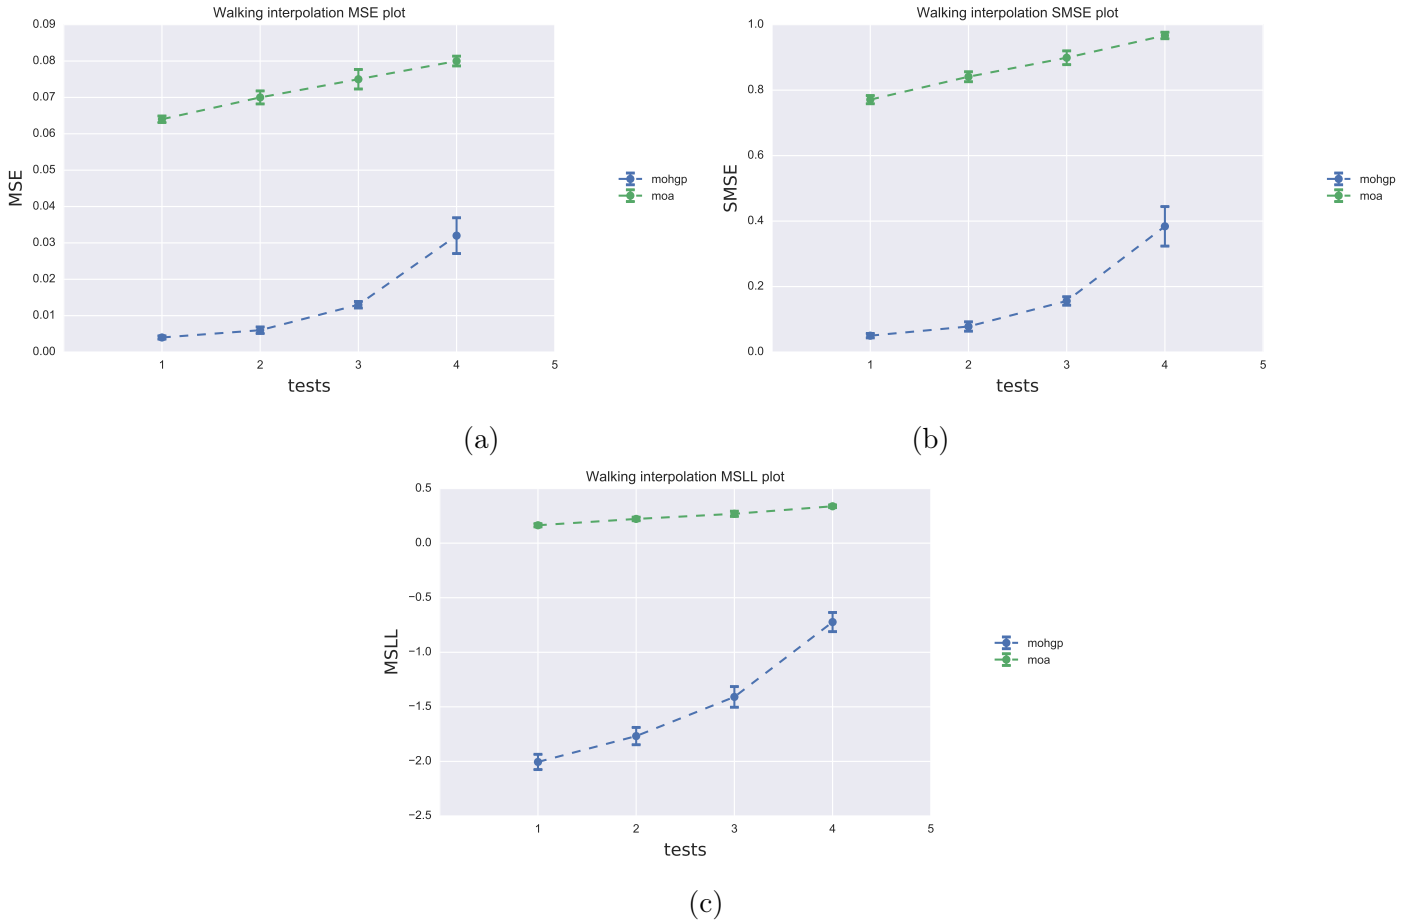 Walking interpolation MSE plot
0.09
0.08
0.07
0.06
0.05
0.04
0.03
0.02
0.01
0.00
MSE
1 2 3 4 5
tests
mohgp
moa
(a)
Walking interpolation SMSE plot
1.0
0.8
0.6
0.4
0.2
0.0
SMSE
1 2 3 4 5
tests
mohgp
moa
(b)
Walking interpolation MSLL plot
0.5
0.0
−0.5
−1.0
−1.5
−2.0
−2.5
MSLL
1 2 3 4 5
tests
mohgp
moa
(c)